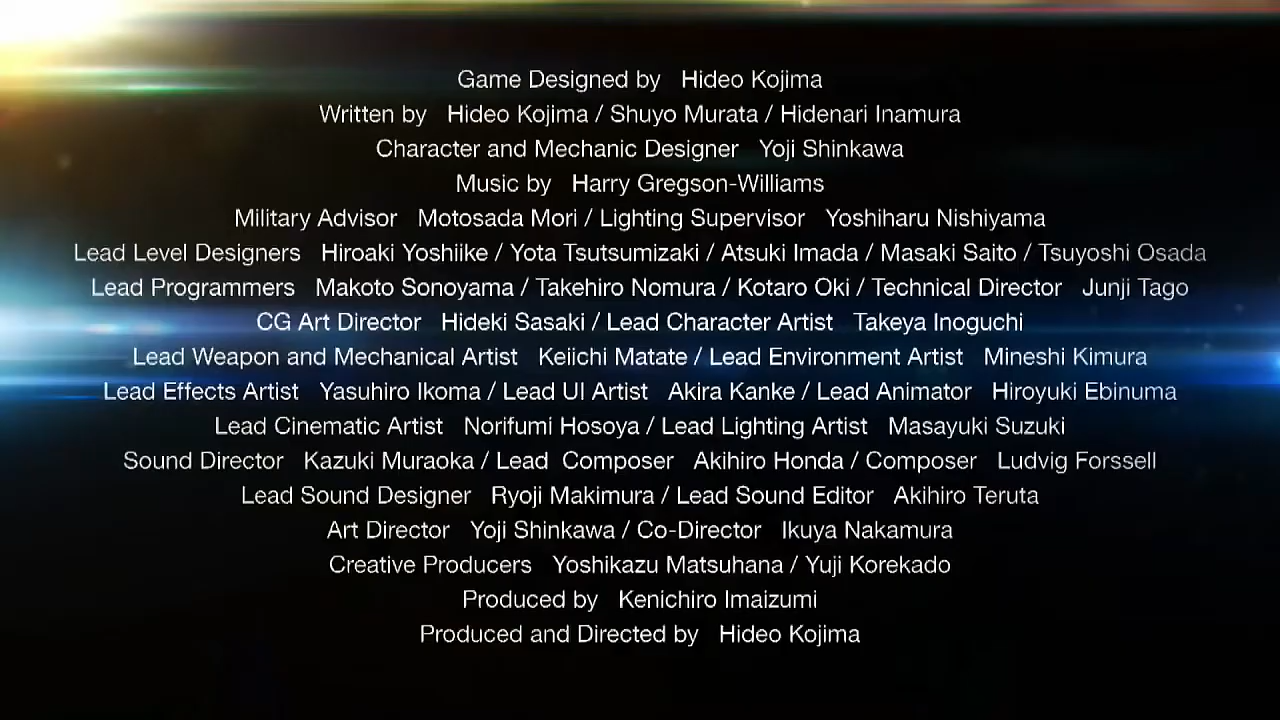 Game Designed by Hideo Kojima
Written by Hideo Kojima / Shuyo Murata / Hidenari Inamura
Character and Mechanic Designer Yoji Shinkawa
Music by Harry Gregson-Williams
Military Advisor Motosada Mori / Lighting Supervisor Yoshiharu Nishiyama
Lead Level Designers Hiroaki Yoshiike / Yota Tsutsumizaki / Atsuki Imada / Masaki Saito / Tsuyoshi Osada
Lead Programmers Makoto Sonoyama / Takehiro Nomura / Kotaro Oki / Technical Director Junji Tago
CG Art Director Hideki Sasaki / Lead Character Artist Takeya Inoguchi
Lead Weapon and Mechanical Artist Keiichi Matate / Lead Environment Artist Mineshi Kimura
Lead Effects Artist Yasuhiro Ikoma / Lead UI Artist Akira Kanke / Lead Animator Hiroyuki Ebinuma
Lead Cinematic Artist Norifumi Hosoya / Lead Lighting Artist Masayuki Suzuki
Sound Director Kazuki Muraoka / Lead Composer Akihiro Honda / Composer Ludvig Forssell
Lead Sound Designer Ryoji Makimura / Lead Sound Editor Akihiro Teruta
Art Director Yoji Shinkawa / Co-Director Ikuya Nakamura
Creative Producers Yoshikazu Matsuhana / Yuji Korekado
Produced by Kenichiro Imaizumi
Produced and Directed by Hideo Kojima